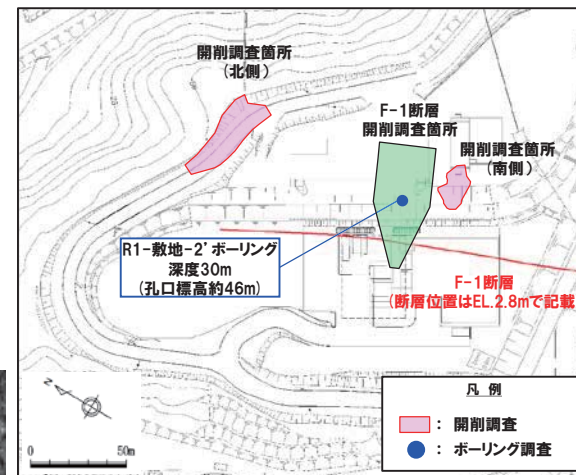 開削調査箇所
(北側)
F-1断層
開削調査箇所
開削調査箇所
(南側)
R1-敷地-2’ボーリング
深度30m
(孔口標高約46m)
F-1断層
(断層位置はEL.2.8mで記載
N
0
50m
凡 例
: 開削調査
: ボーリング調査